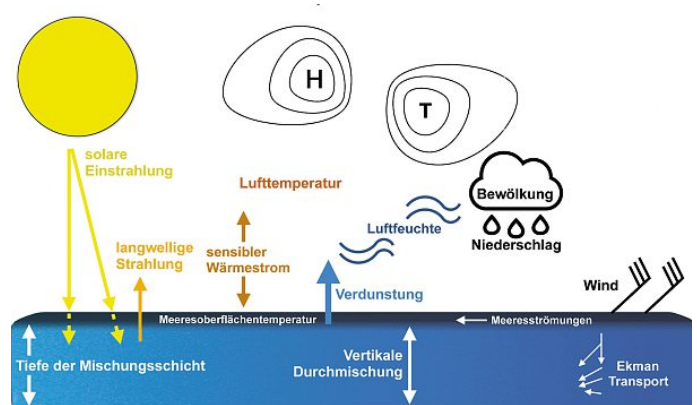 H
T
solare
Einstrahlung
Lufttemperatur
Bewölkung
Luftfeuchte
Niederschlag
langwellige
Strahlung
sensibler
Wärmestrom
Verdunstung
Wind
Meeresoberflächentemperatur
Meeresströmungen
Tiefe der Mischungsschicht
Vertikale
Durchmischung
Ekman
Transport